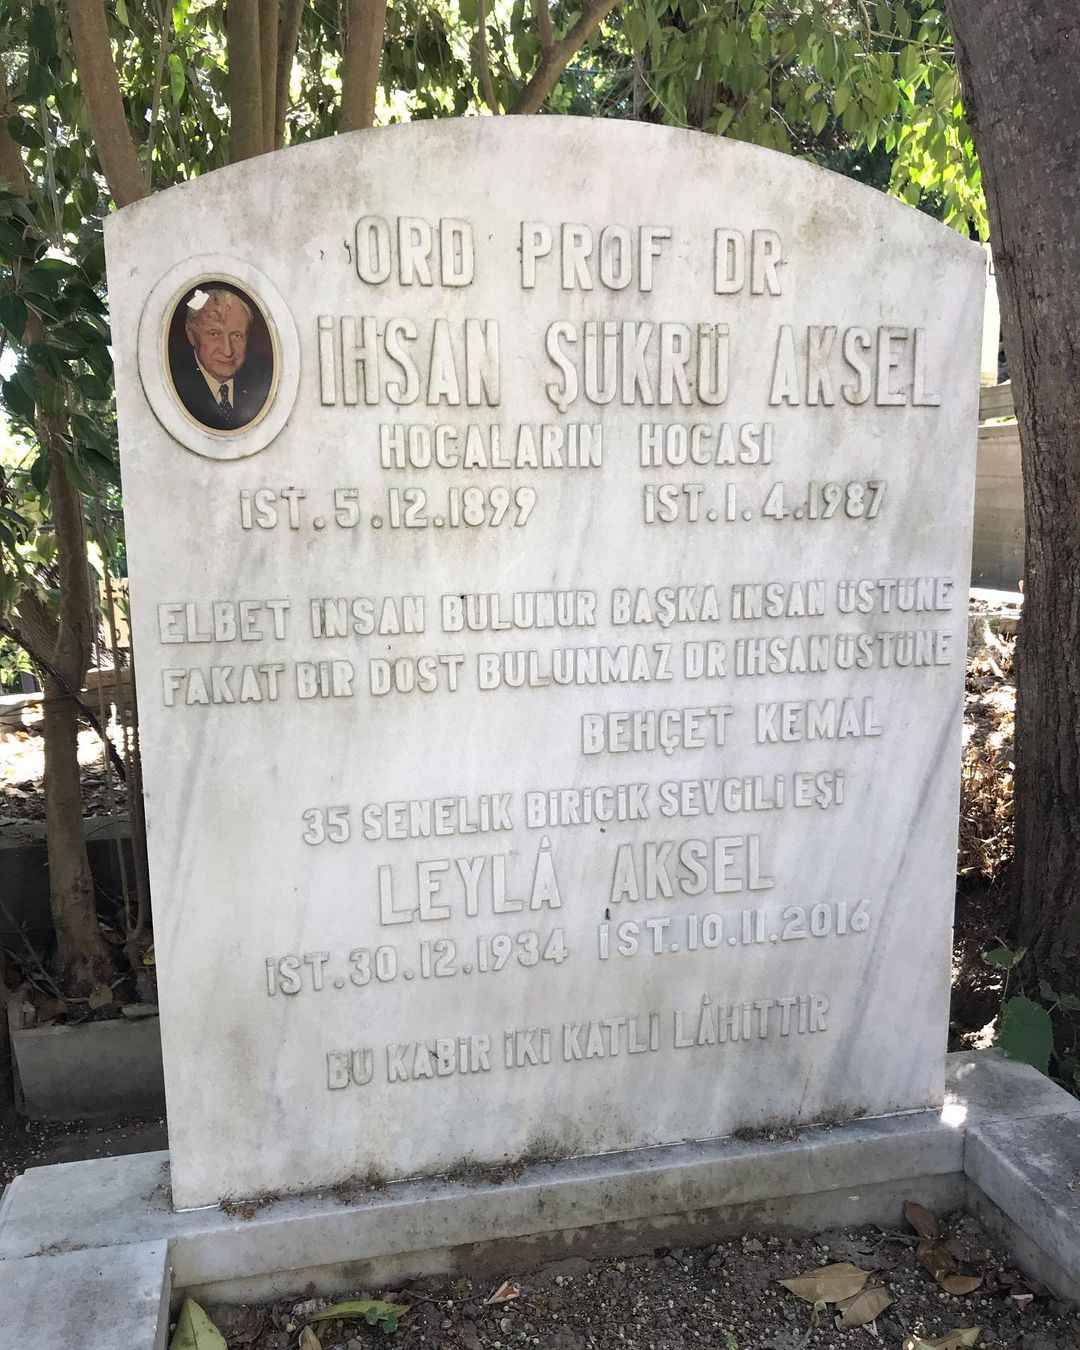 ORD PROF DR
İHSAN ŞÜKRÜ AKSEL
HOCALARIN HOCASI
İST.5.12.1899 İST.1.4.1987
ELBET İNSAN BULUNUR BAŞKA İNSAN ÜSTÜNE
FAKAT BİR DOST BULUNMAZ DR İHSAN ÜSTÜNE
BEHÇET KEMAL
35 SENELİK BİRİCİK SEVGİLİ EŞİ
LEYLÂ AKSEL
İST.30.12.1934 İST.10.11.2016
BU KABİR İKİ KATLI LÂHİTTİR